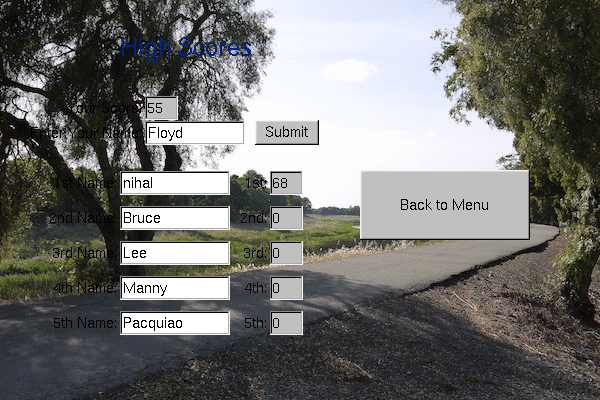 High Scores
Your Score: 55
Enter Your Name: Floyd Submit
1st Name: nihal 1st: 68
Back to Menu
2nd Name: Bruce 2nd: 0
3rd Name: Lee 3rd: 0
4th Name: Manny 4th: 0
5th Name: Pacquiao 5th: 0